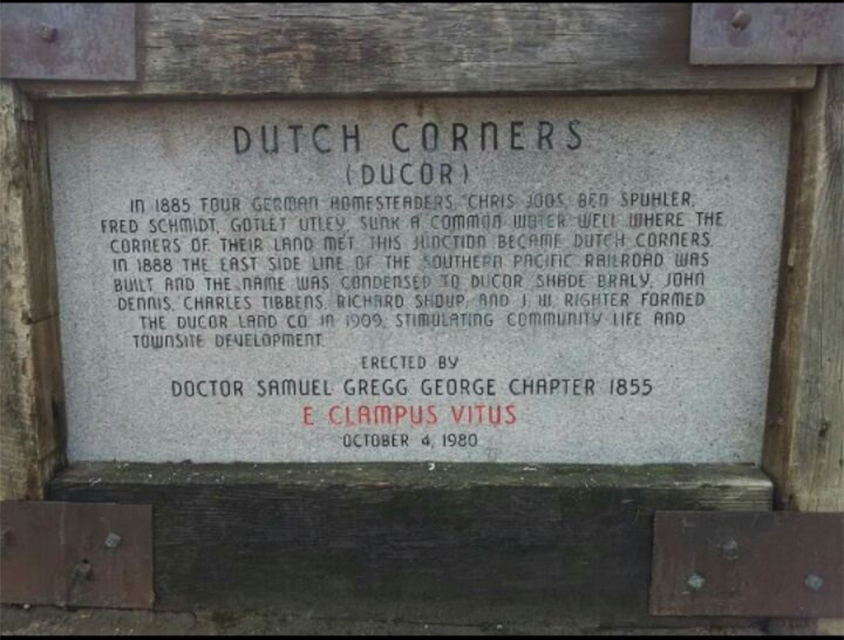 DUTCH CORNERS
(DUCOR)
IN 1885 FOUR GERMAN HOMESTEADERS, CHRIS JOOS, BEN SPUHLER,
FRED SCHMIDT, GOTLET UTLEY, SUNK A COMMON WATER WELL WHERE THE
CORNERS OF THEIR LAND MET. THIS JUNCTION BECAME DUTCH CORNERS.
IN 1888 THE EAST SIDE LINE OF THE SOUTHERN PACIFIC RAILROAD WAS
BUILT AND THE NAME WAS CONDENSED TO DUCOR. SHADE BRALY, JOHN
DENNIS, CHARLES TIBBENS, RICHARD SHOUP, AND J. W. RIGHTER FORMED
THE DUCOR LAND CO. IN 1909, STIMULATING COMMUNITY LIFE AND
TOWNSITE DEVELOPMENT.
ERECTED BY
DOCTOR SAMUEL GREGG GEORGE CHAPTER 1855
E CLAMPUS VITUS
OCTOBER 4, 1980